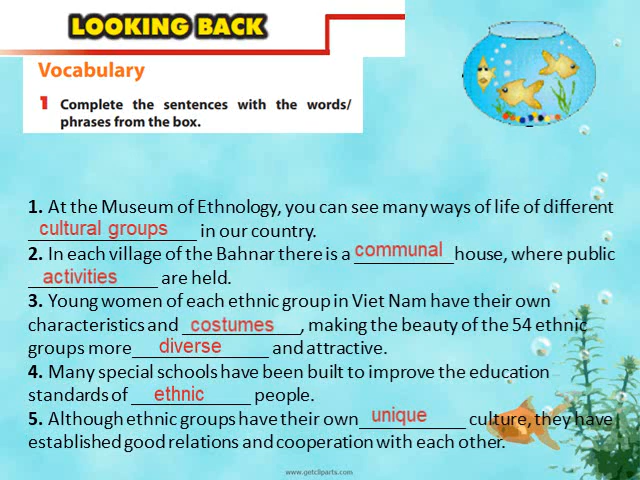 LOOKING BACK
Vocabulary
1 Complete the sentences with the words/
phrases from the box.
1. At the Museum of Ethnology, you can see many ways of life of different
cultural groups in our country.
2. In each village of the Bahnar there is a communal house, where public
activities are held.
3. Young women of each ethnic group in Viet Nam have their own
characteristics and costumes, making the beauty of the 54 ethnic
groups more diverse and attractive.
4. Many special schools have been built to improve the education
standards of ethnic people.
5. Although ethnic groups have their own unique culture, they have
established good relations and cooperation with each other.
www.getcliparts.com